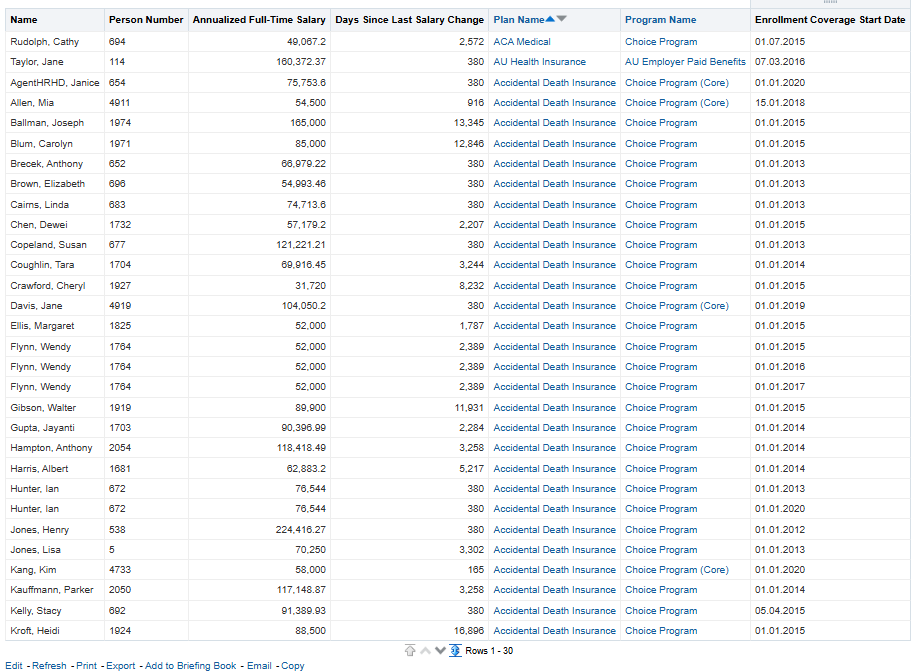 Name Person Number Annualized Full-Time Salary Days Since Last Salary Change Plan Name Program Name Enrollment Coverage Start Date
Rudolph, Cathy 694 49,067.2 2,572 ACA Medical Choice Program 01.07.2015
Taylor, Jane 114 160,372.37 380 AU Health Insurance AU Employer Paid Benefits 07.03.2016
AgentHRHD, Janice 654 75,753.6 380 Accidental Death Insurance Choice Program (Core) 01.01.2020
Allen, Mia 4911 54,500 916 Accidental Death Insurance Choice Program (Core) 15.01.2018
Ballman, Joseph 1974 165,000 13,345 Accidental Death Insurance Choice Program 01.01.2015
Blum, Carolyn 1971 85,000 12,846 Accidental Death Insurance Choice Program 01.01.2015
Brecek, Anthony 652 66,979.22 380 Accidental Death Insurance Choice Program 01.01.2013
Brown, Elizabeth 696 54,993.46 380 Accidental Death Insurance Choice Program 01.01.2013
Cairns, Linda 683 74,713.6 380 Accidental Death Insurance Choice Program 01.01.2013
Chen, Dewei 1732 57,179.2 2,207 Accidental Death Insurance Choice Program 01.01.2015
Copeland, Susan 677 121,221.21 380 Accidental Death Insurance Choice Program 01.01.2013
Coughlin, Tara 1704 69,916.45 3,244 Accidental Death Insurance Choice Program 01.01.2014
Crawford, Cheryl 1927 31,720 8,232 Accidental Death Insurance Choice Program 01.01.2015
Davis, Jane 4919 104,050.2 380 Accidental Death Insurance Choice Program (Core) 01.01.2019
Ellis, Margaret 1825 52,000 1,787 Accidental Death Insurance Choice Program 01.01.2015
Flynn, Wendy 1764 52,000 2,389 Accidental Death Insurance Choice Program 01.01.2015
Flynn, Wendy 1764 52,000 2,389 Accidental Death Insurance Choice Program 01.01.2016
Flynn, Wendy 1764 52,000 2,389 Accidental Death Insurance Choice Program 01.01.2017
Gibson, Walter 1919 89,900 11,931 Accidental Death Insurance Choice Program 01.01.2015
Gupta, Jayanti 1703 90,396.99 2,284 Accidental Death Insurance Choice Program 01.01.2014
Hampton, Anthony 2054 118,418.49 3,258 Accidental Death Insurance Choice Program 01.01.2014
Harris, Albert 1681 62,883.2 5,217 Accidental Death Insurance Choice Program 01.01.2014
Hunter, Ian 672 76,544 380 Accidental Death Insurance Choice Program 01.01.2013
Hunter, Ian 672 76,544 380 Accidental Death Insurance Choice Program 01.01.2020
Jones, Henry 538 224,416.27 380 Accidental Death Insurance Choice Program 01.01.2012
Jones, Lisa 5 70,250 3,302 Accidental Death Insurance Choice Program 01.01.2013
Kang, Kim 4733 58,000 165 Accidental Death Insurance Choice Program (Core) 01.01.2020
Kauffmann, Parker 2050 117,148.87 3,258 Accidental Death Insurance Choice Program 01.01.2014
Kelly, Stacy 692 91,389.93 380 Accidental Death Insurance Choice Program 05.04.2015
Kroft, Heidi 1924 88,500 16,896 Accidental Death Insurance Choice Program 01.01.2015
Rows 1 - 30
Edit - Refresh - Print - Export - Add to Briefing Book - Email - Copy